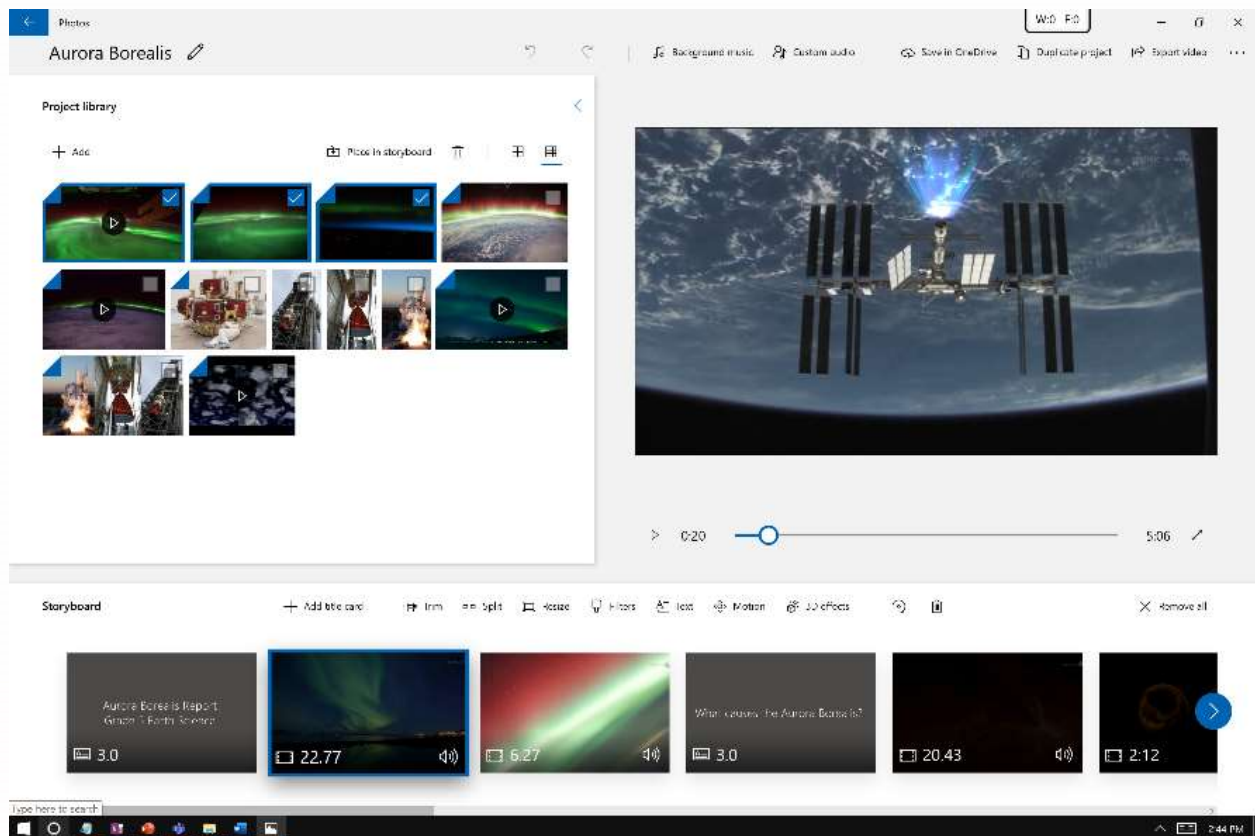 Photos
W:0 F:0
Aurora Borealis
Background music
Custom audio
Save in OneDrive
Duplicate project
Export video
Project library
Add
Place in storyboard
0:20
5:06
Storyboard
Add title card
Trim
Split
Resize
Filters
Text
Motion
3D effects
Remove all
Aurora Borealis Report
Grade 5 Earth Science
3.0
22.77
6.27
What causes the Aurora Borealis?
3.0
20.43
2:12
Type here to search
2:44 PM